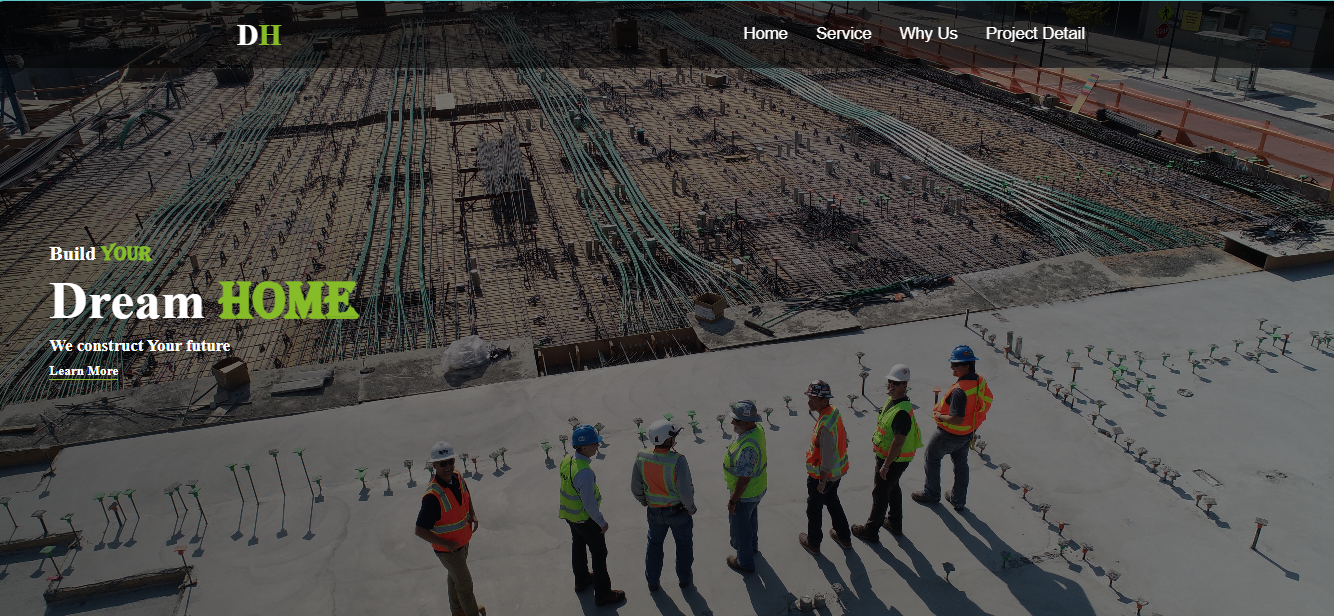 DH
Home Service Why Us Project Detail
Build YOUR
Dream HOME
We construct Your future
Learn More